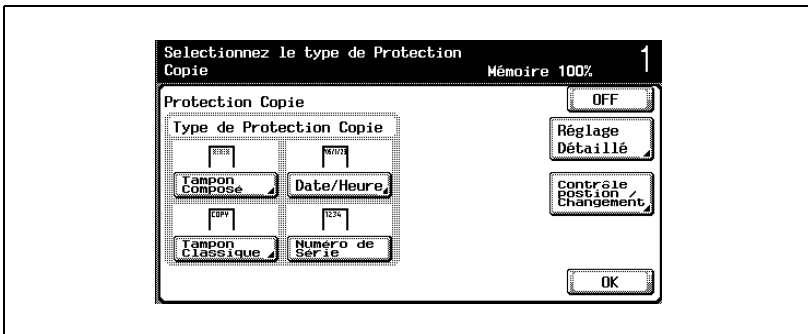 Selectionnez le type de Protection
Copie
Mémoire 100%
1
Protection Copie
OFF
Type de Protection Copie
Réglage
Détaillé
Tampon
Composé
Date/Heure
Contrôle
postion /
Changement
COPY
1234
Tampon
Classique
Numéro de
Série
OK